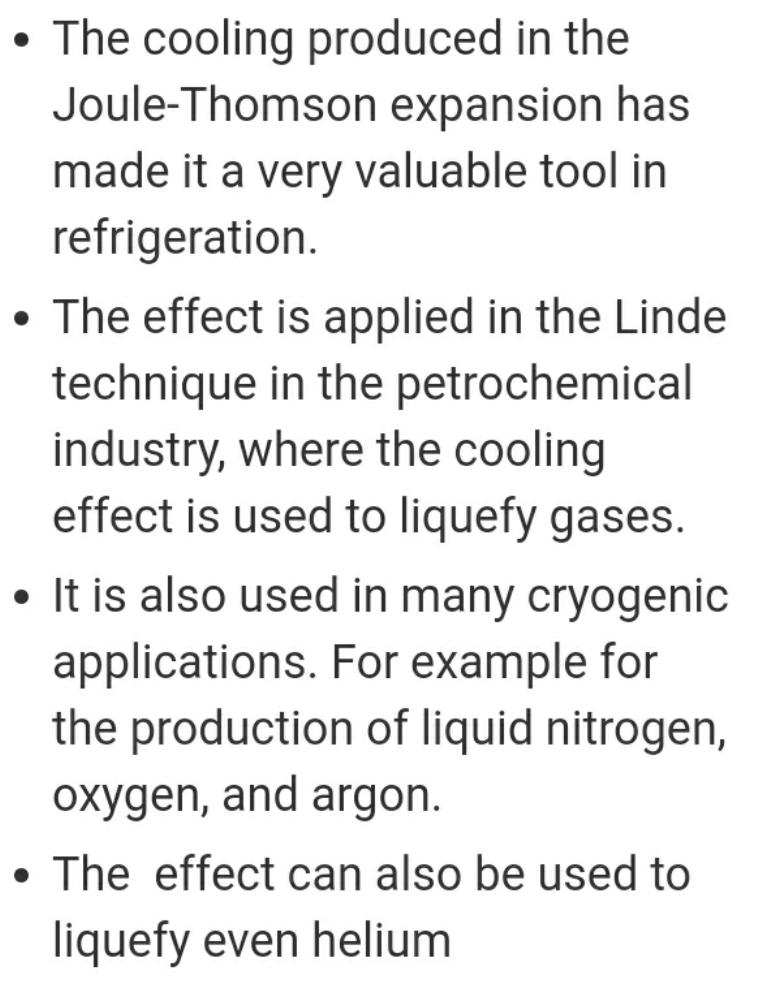 • The cooling produced in the
Joule-Thomson expansion has
made it a very valuable tool in
refrigeration.
• The effect is applied in the Linde
technique in the petrochemical
industry, where the cooling
effect is used to liquefy gases.
• It is also used in many cryogenic
applications. For example for
the production of liquid nitrogen,
oxygen, and argon.
• The  effect can also be used to
liquefy even helium